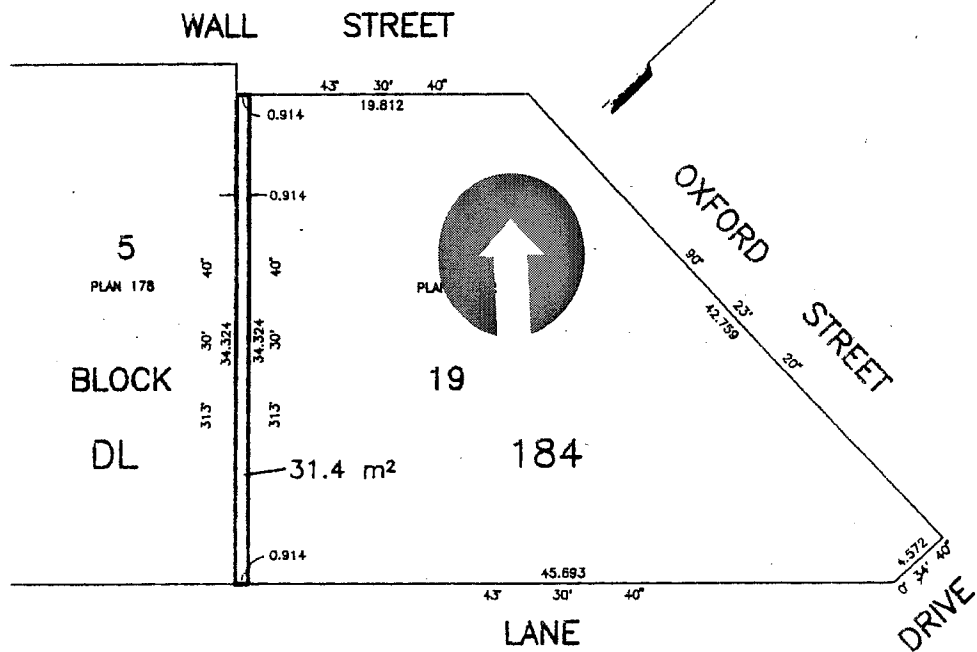 WALL STREET
43° 30' 40"
19.812
0.914
0.914
OXFORD STREET
90° 23' 20"
42.759
5
PLAN 178
313° 30' 40"
34.324
34.324
313° 30' 40"
BLOCK 19
DL 184
31.4 m²
0.914
45.693
43° 30' 40"
4.572
0° 34' 40"
LANE
DRIVE